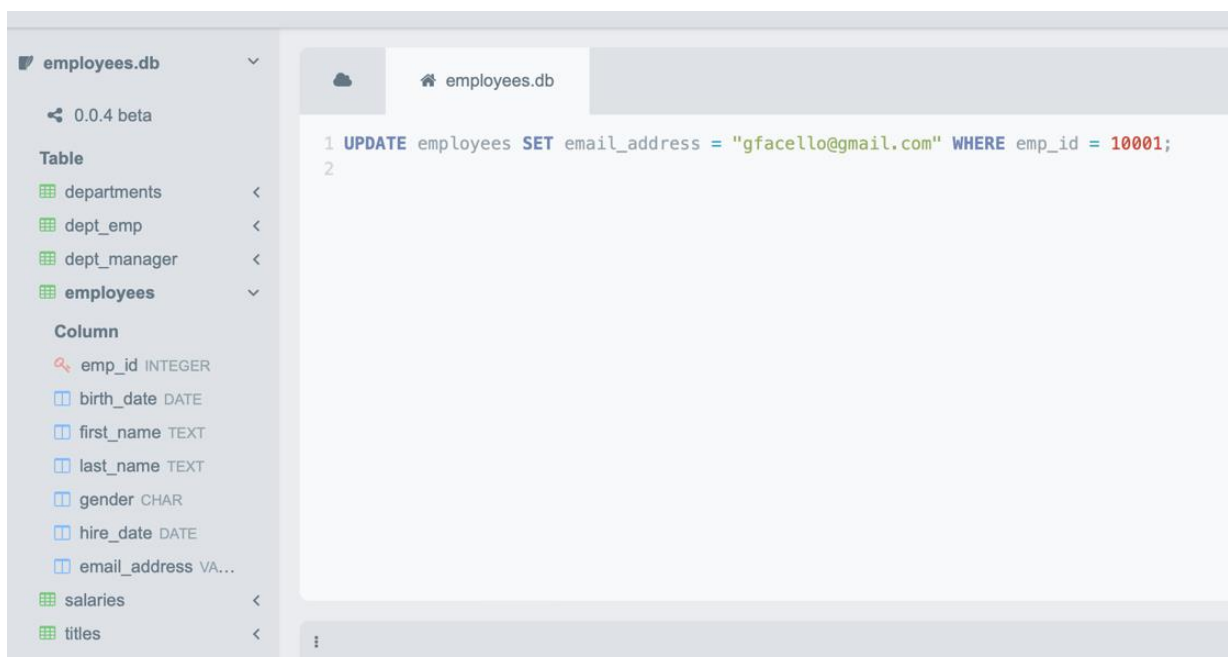 employees.db
0.0.4 beta
Table
departments
dept_emp
dept_manager
employees
Column
emp_id INTEGER
birth_date DATE
first_name TEXT
last_name TEXT
gender CHAR
hire_date DATE
email_address VA...
salaries
titles
employees.db
1 UPDATE employees SET email_address = "gfacello@gmail.com" WHERE emp_id = 10001;
2